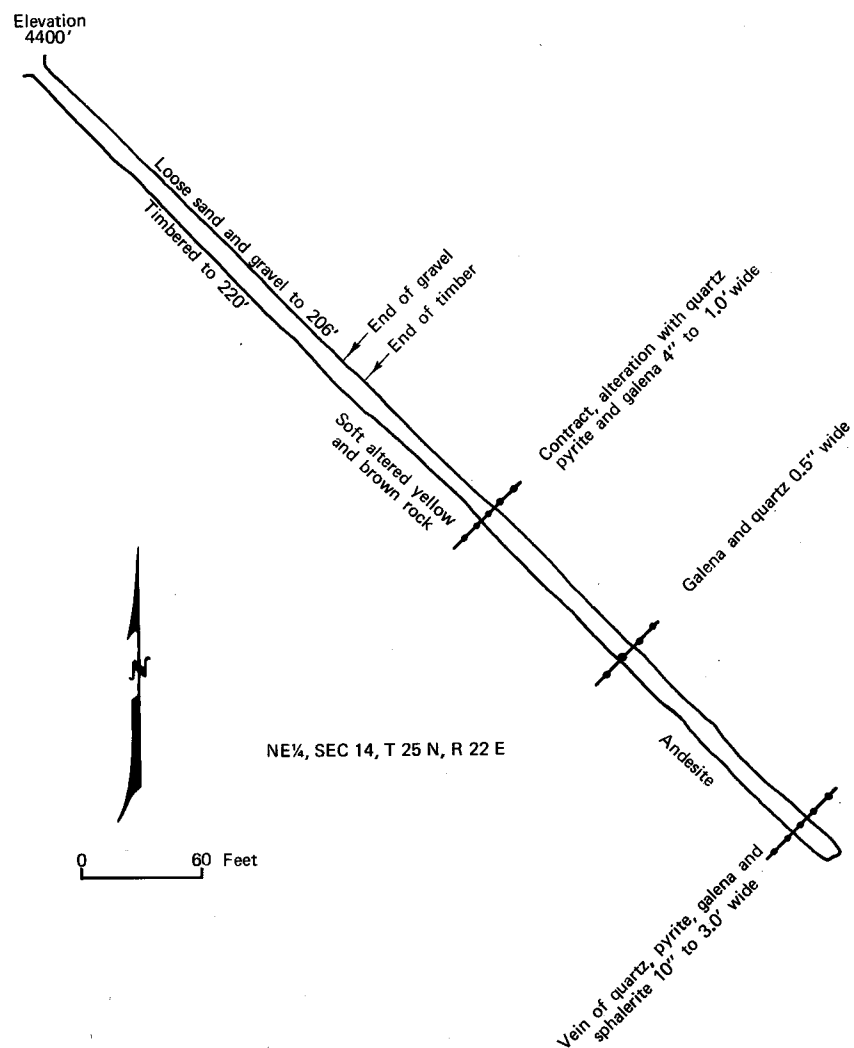 Elevation
4400'
Loose sand and gravel to 206'
Timbered to 220'
End of gravel
End of timber
Contract, alteration with quartz
pyrite and galena 4" to 1.0' wide
Soft altered yellow
and brown rock
Galena and quartz 0.5" wide
N
NE¼, SEC 14, T 25 N, R 22 E
Andesite
0 60 Feet
Vein of quartz, pyrite, galena and
sphalerite 10" to 3.0' wide